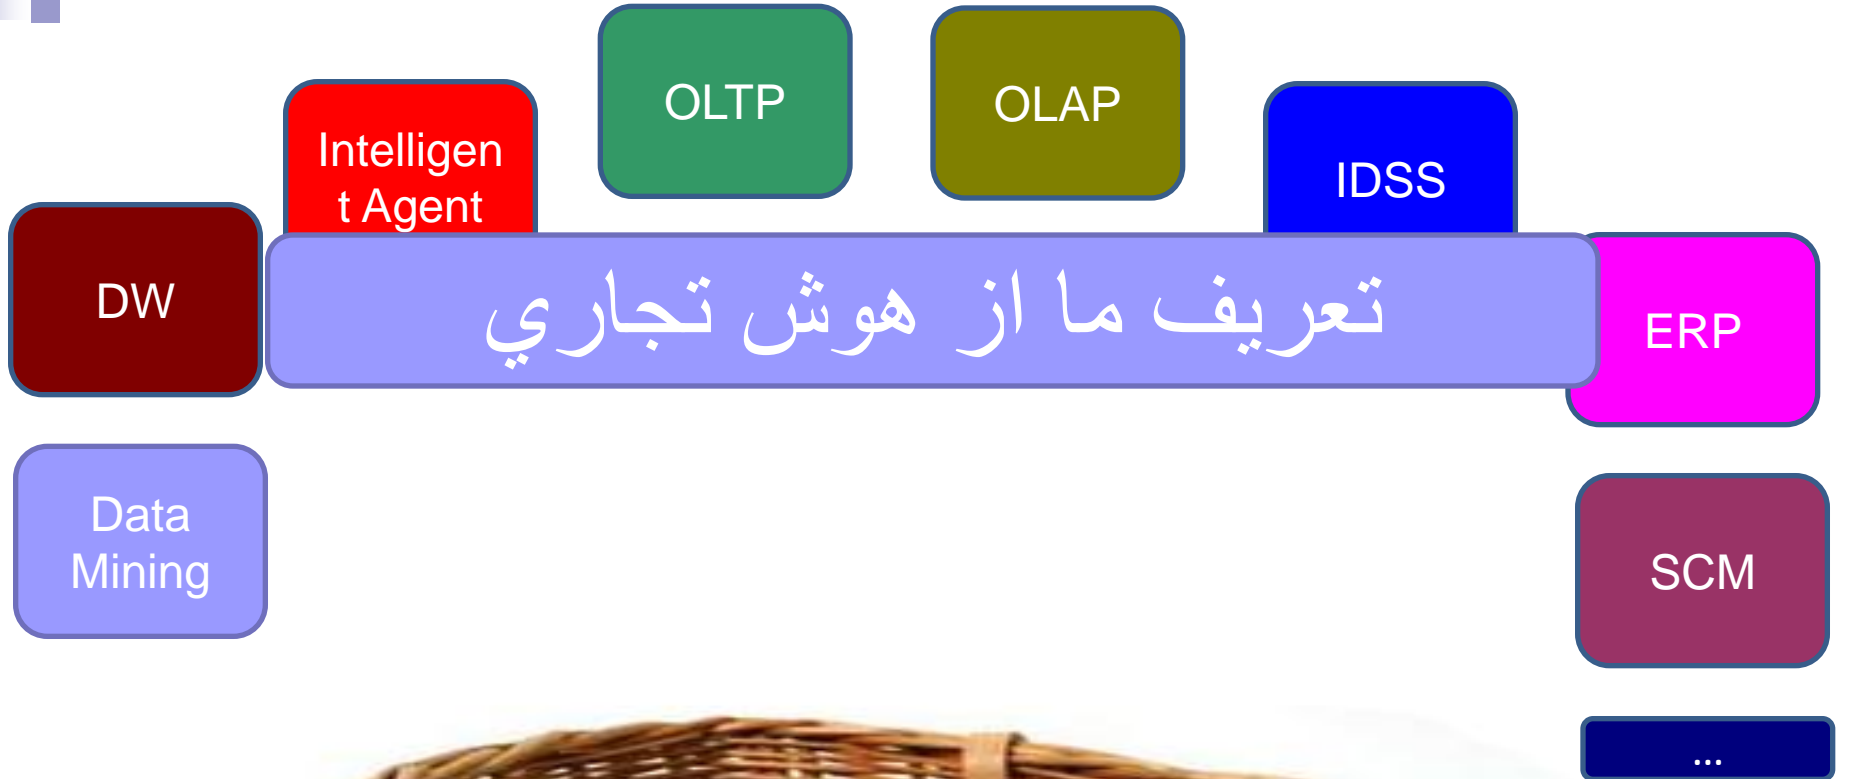 OLTP
OLAP
Intelligen
t Agent
IDSS
DW
تعريف ما از هوش تجاري
ERP
Data
Mining
SCM
...